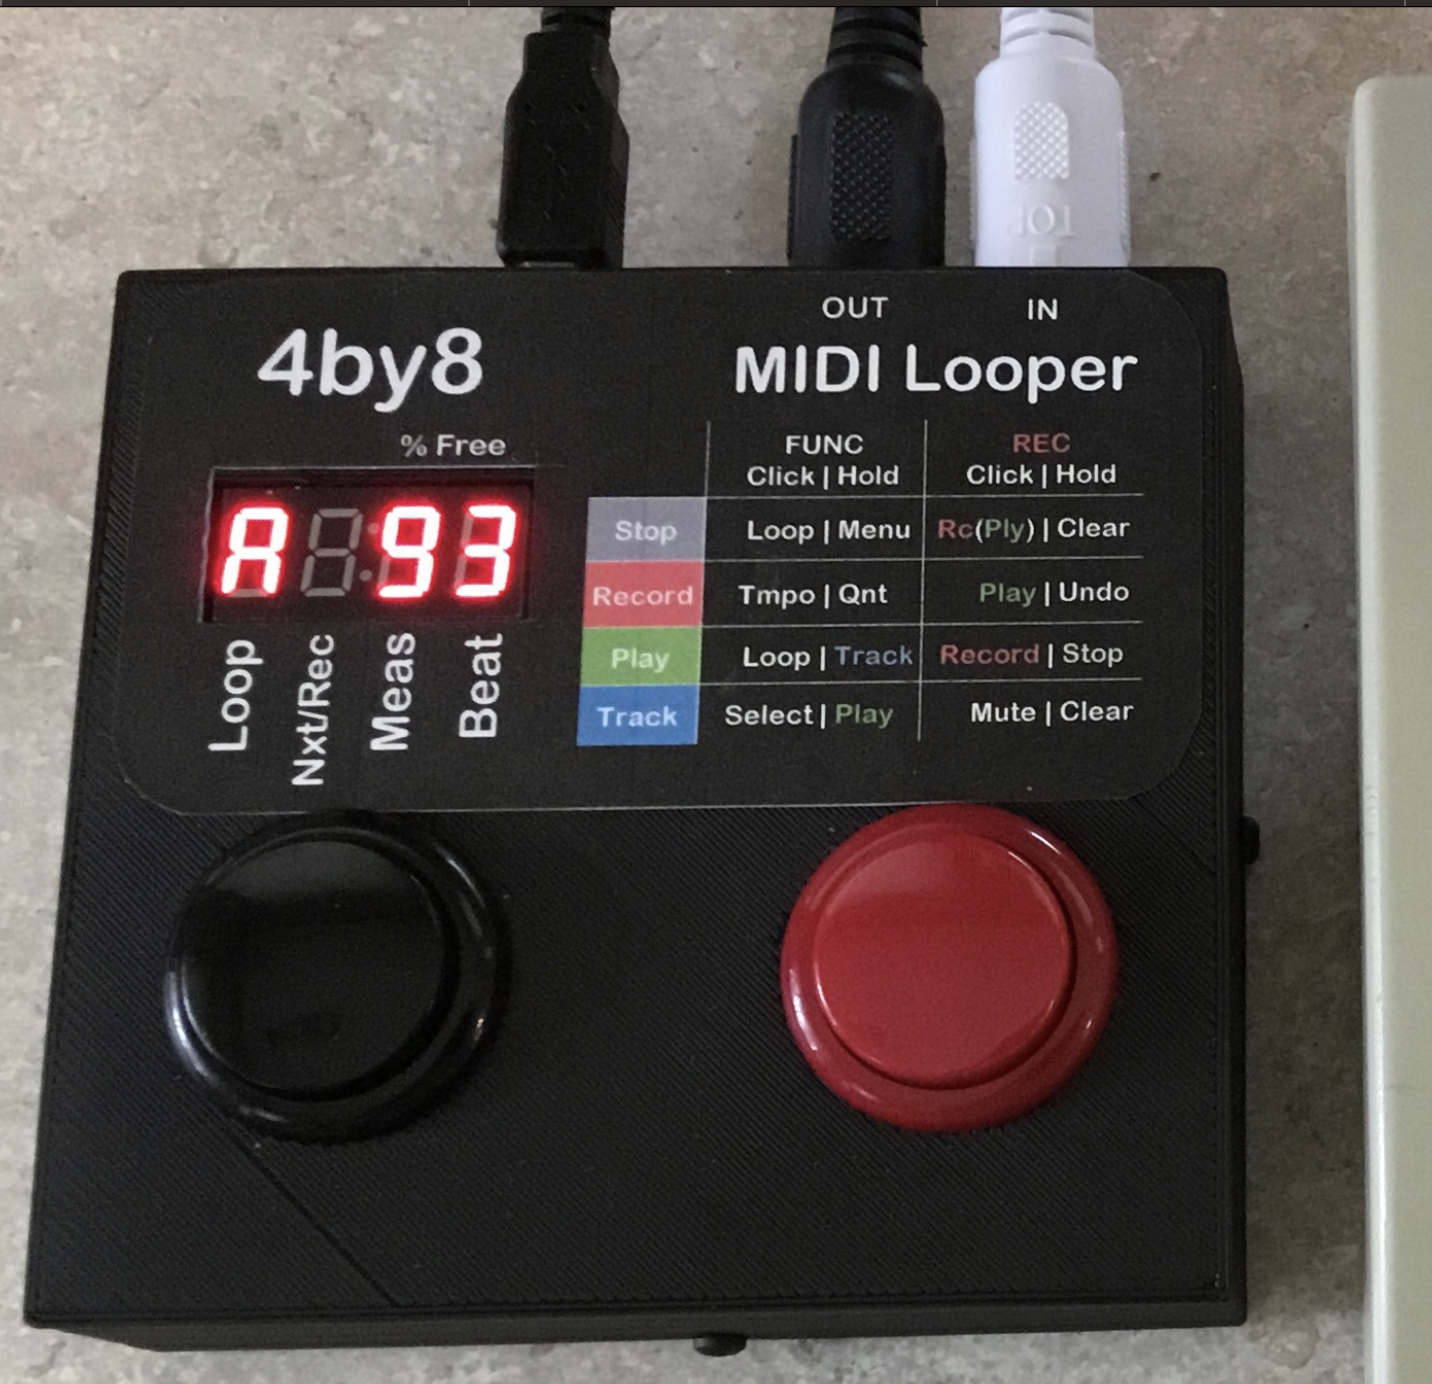 TOP
OUT IN
4by8 MIDI Looper
% Free
FUNC REC
Click | Hold Click | Hold
A 93
Stop Loop | Menu Rc(Ply) | Clear
Record Tmpo | Qnt Play | Undo
Play Loop | Track Record | Stop
Track Select | Play Mute | Clear
Loop
Nxt/Rec
Meas
Beat